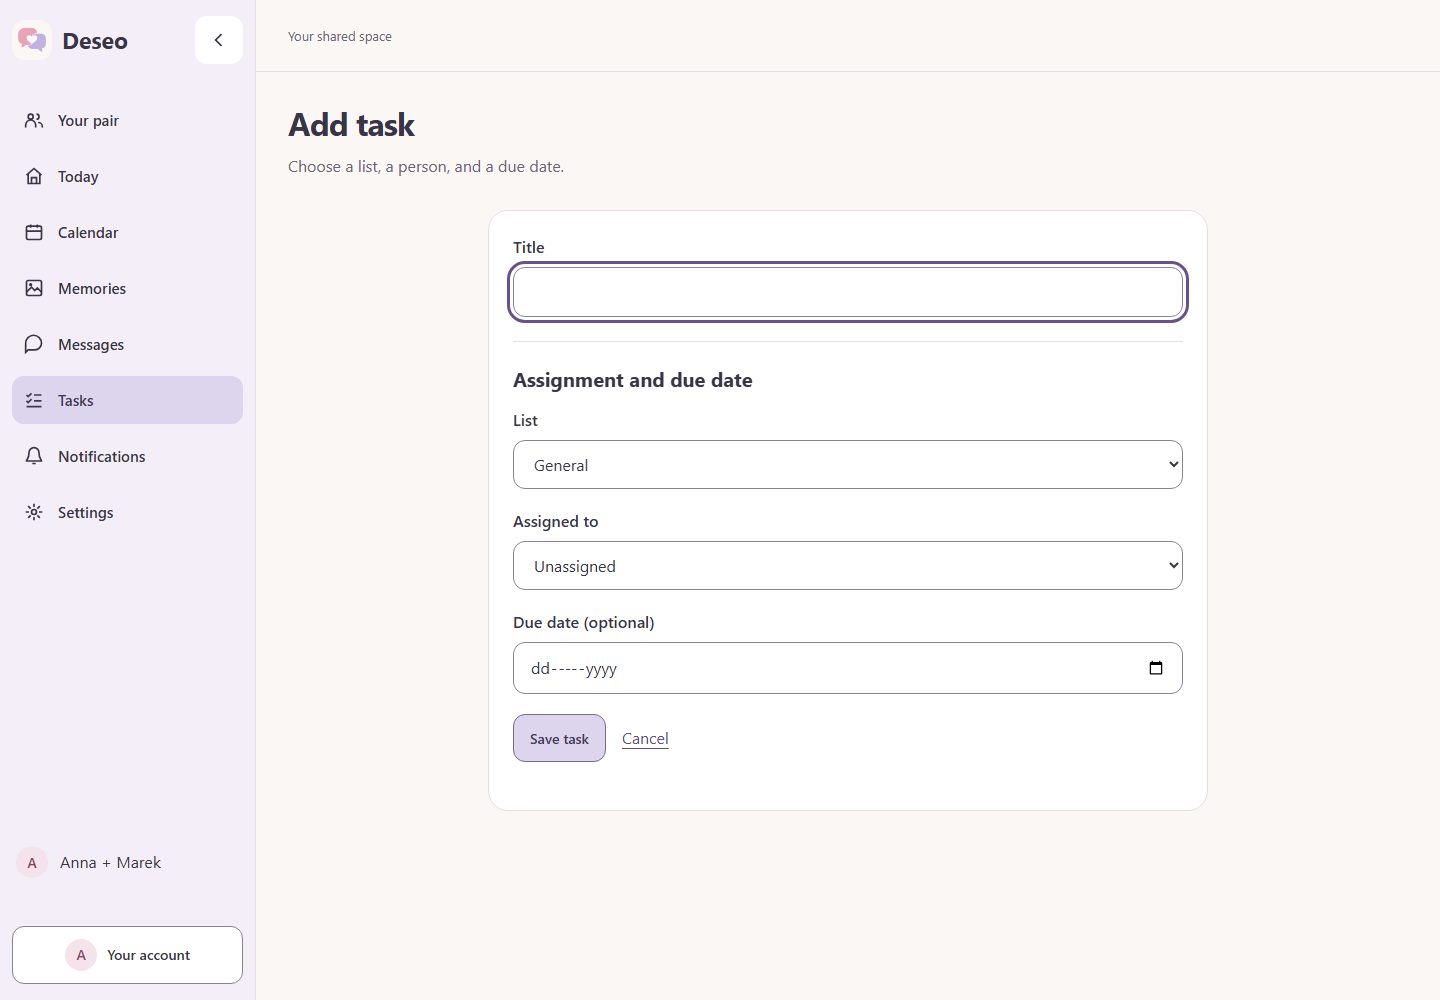 Deseo
Your pair
Today
Calendar
Memories
Messages
Tasks
Notifications
Settings
A
Anna + Marek
A
Your account
Your shared space
Add task
Choose a list, a person, and a due date.
Title
Assignment and due date
List
General
Assigned to
Unassigned
Due date (optional)
dd-----yyyy
Save task
Cancel